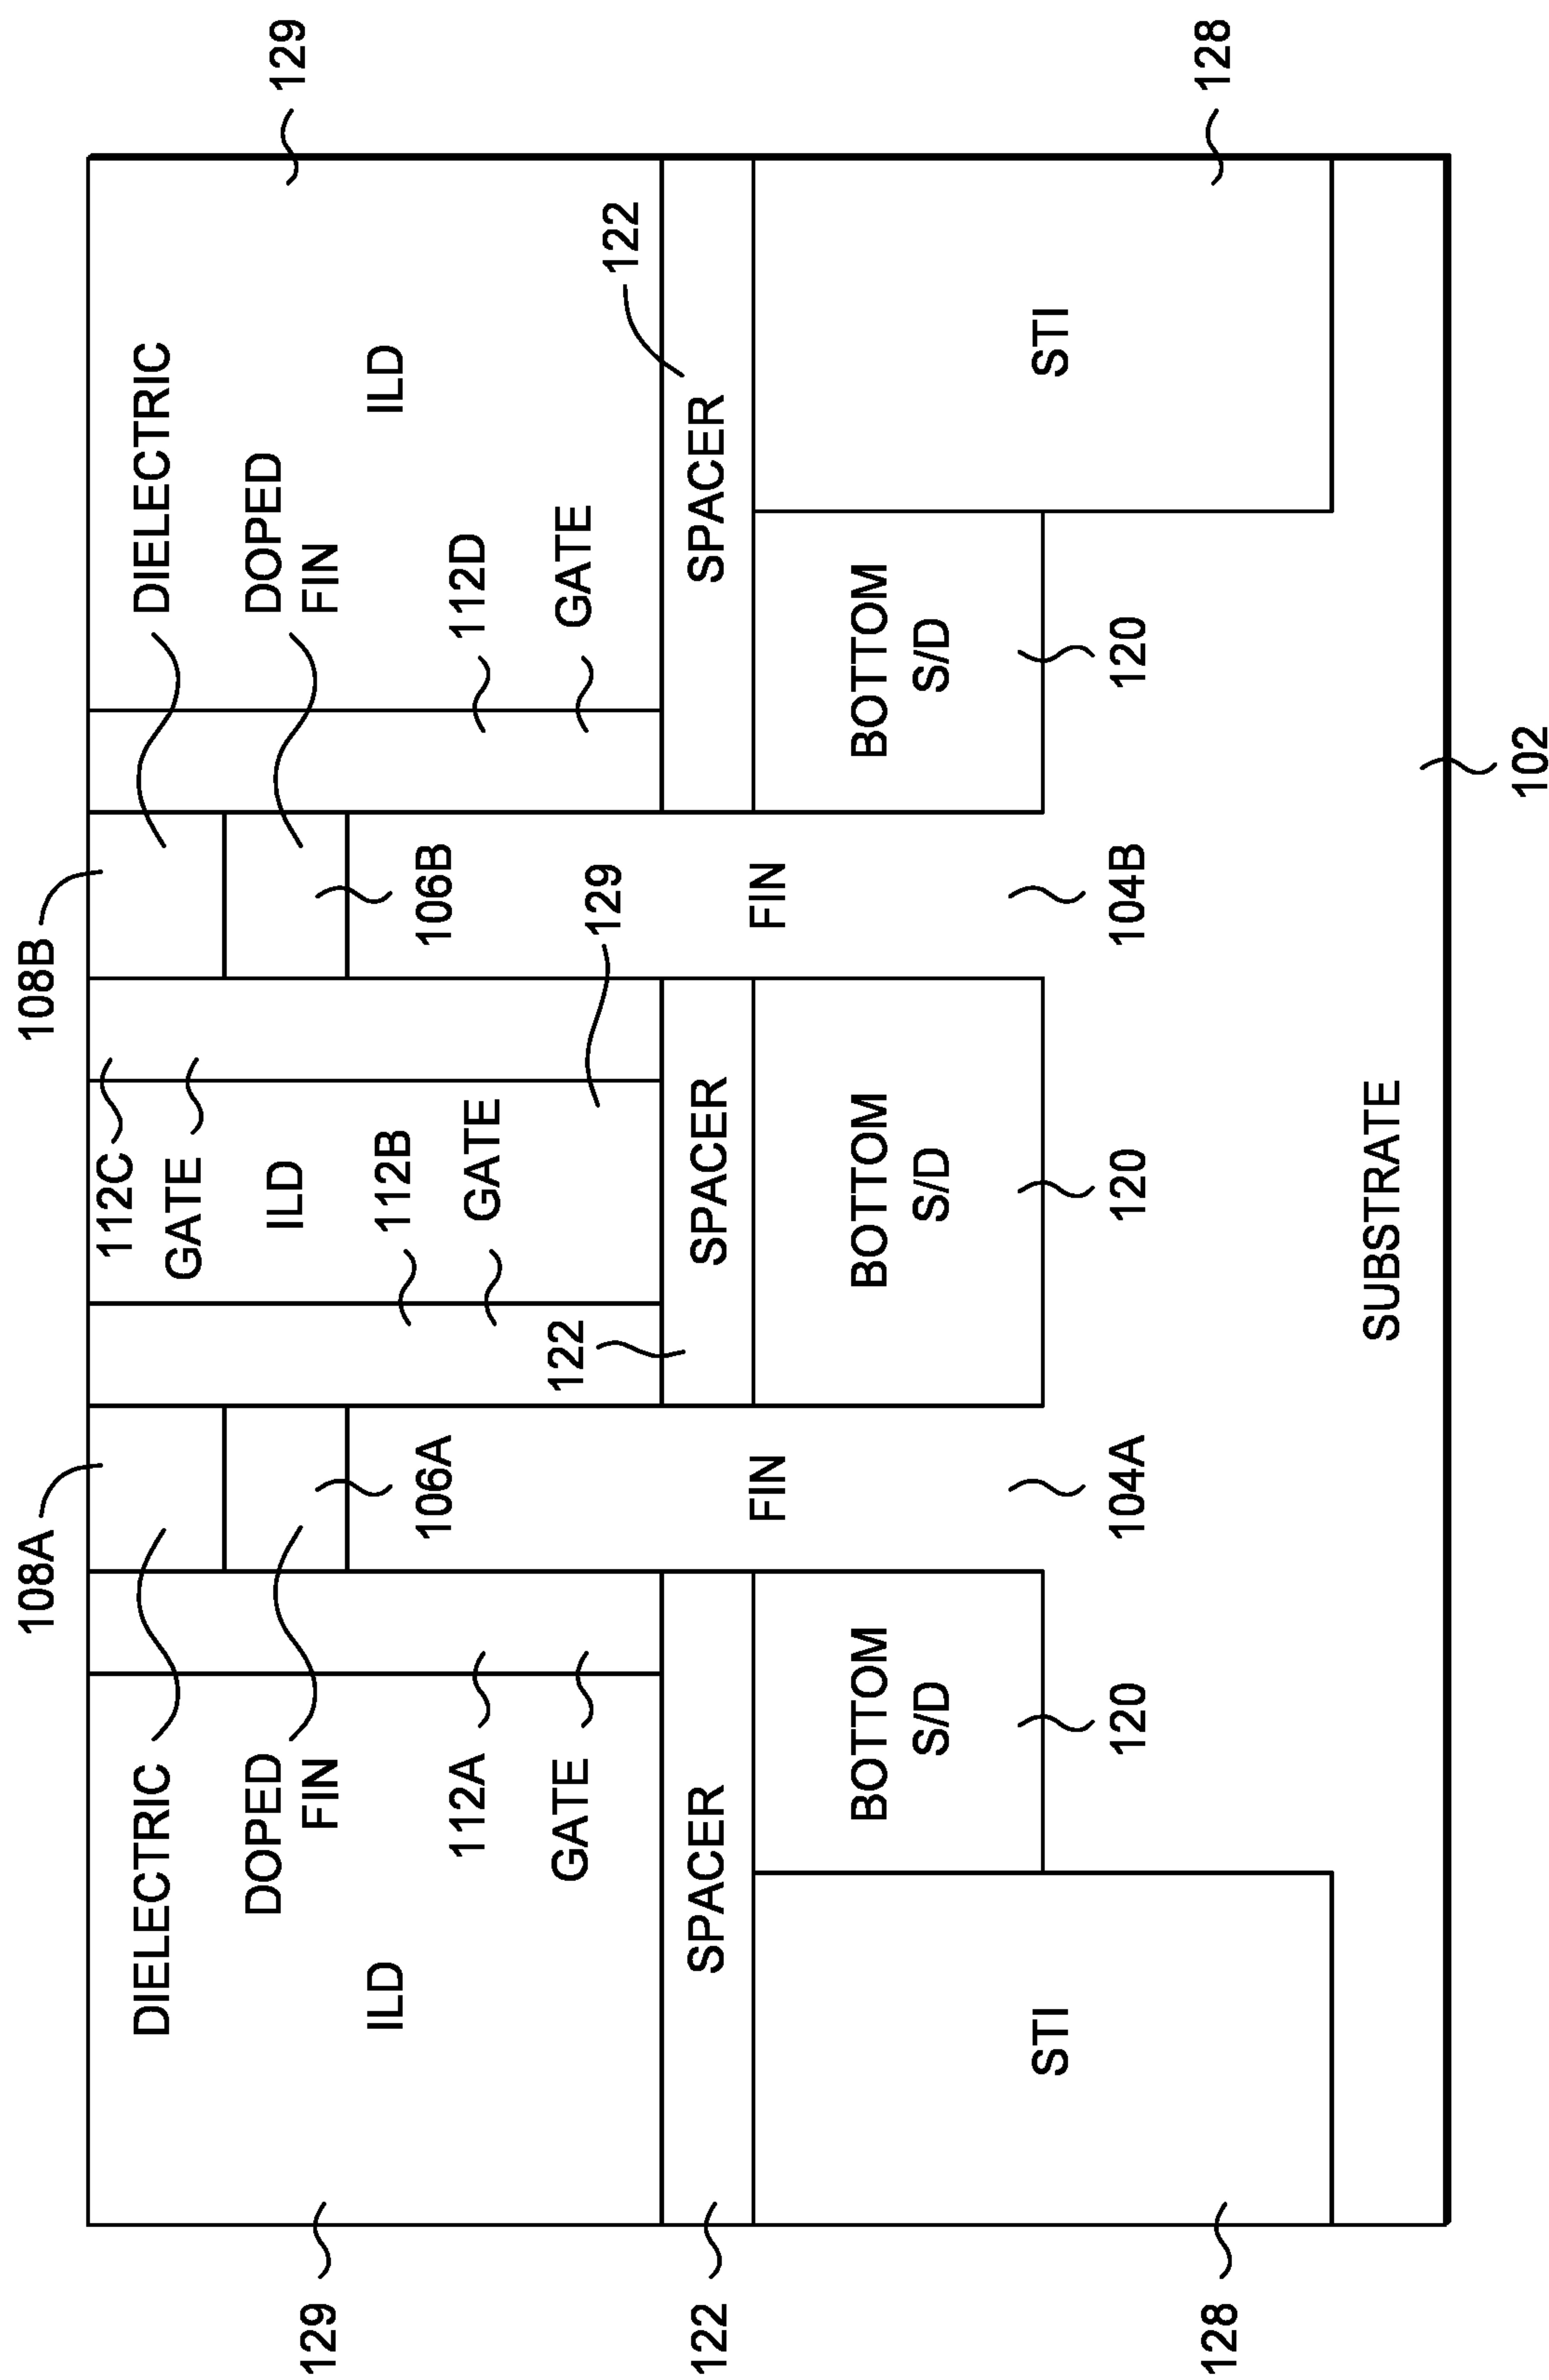 108A
108B
129
DIELECTRIC
112C
DIELECTRIC
GATE
DOPED
FIN
ILD
DOPED
FIN
ILD
112B
ILD
106A
106B
112A
GATE
112D
GATE
122
129
GATE
122
129
122
SPACER
SPACER
SPACER
FIN
FIN
BOTTOM
S/D
BOTTOM
S/D
BOTTOM
S/D
STI
STI
120
104A
120
104B
120
128
128
SUBSTRATE
102